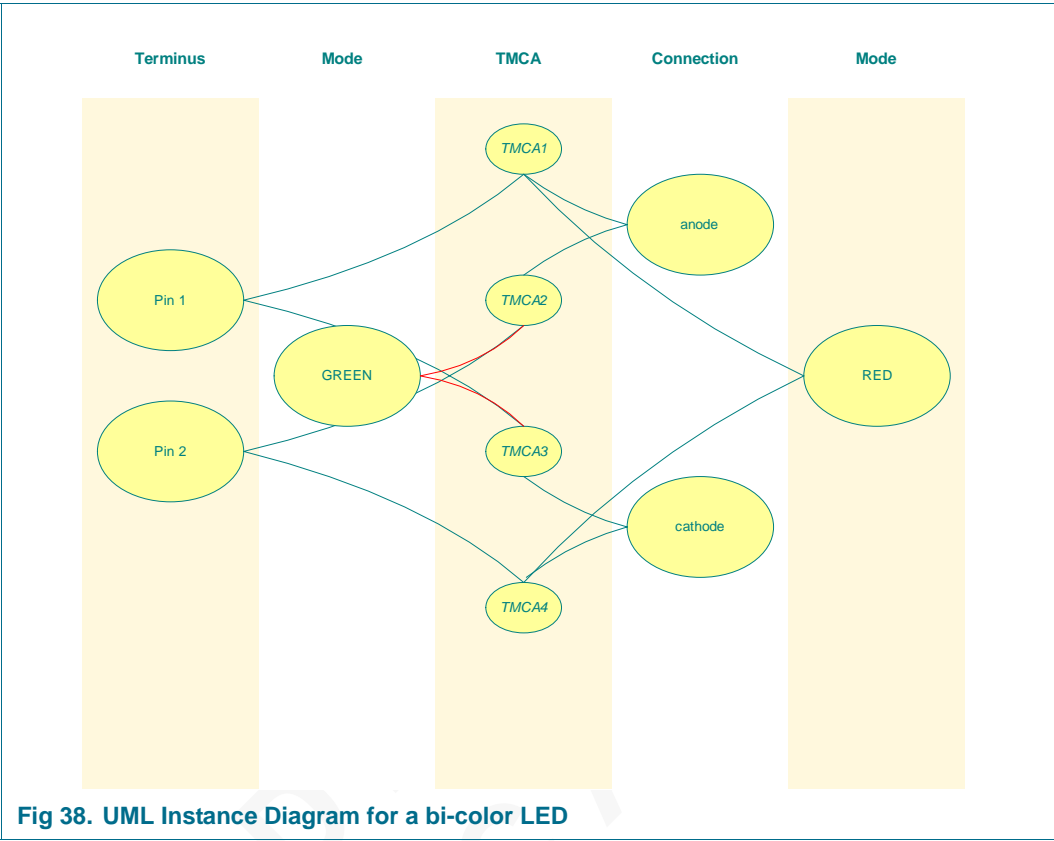 Terminus Mode TMCA Connection Mode
TMCA1
anode
Pin 1
TMCA2
GREEN
RED
Pin 2
TMCA3
cathode
TMCA4
Fig 38. UML Instance Diagram for a bi-color LED